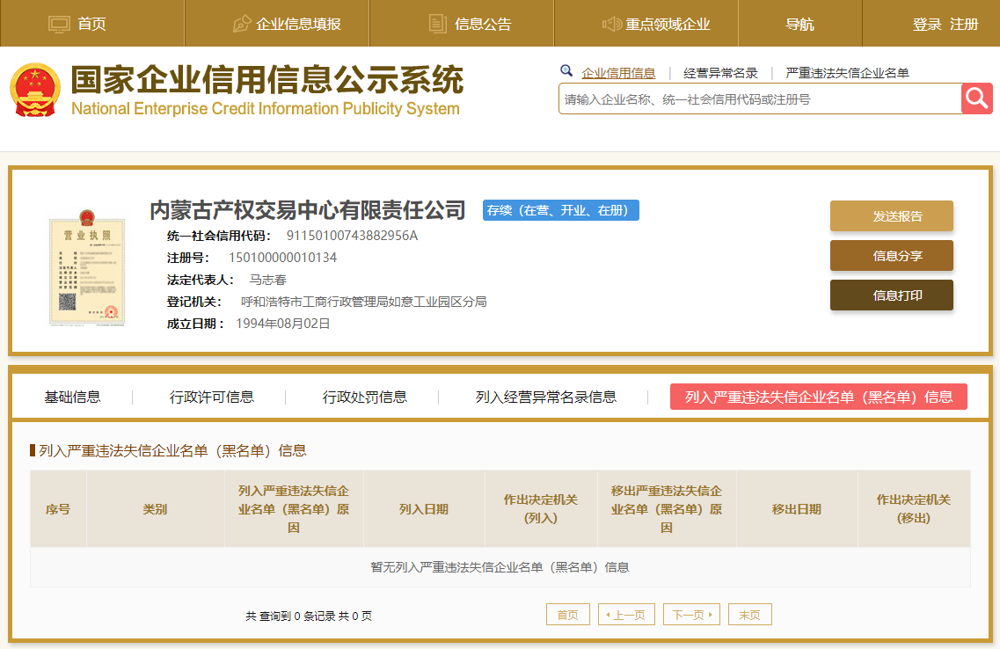 首页
企业信息填报
信息公告
重点领域企业
导航
登录 注册
国家企业信用信息公示系统
National Enterprise Credit Information Publicity System
企业信用信息 | 经营异常名录 | 严重违法失信企业名单
请输入企业名称、统一社会信用代码或注册号
营业执照
内蒙古产权交易中心有限责任公司 存续（在营、开业、在册）
统一社会信用代码： 91150100743882956A
注册号： 150100000010134
法定代表人： 马志春
登记机关： 呼和浩特市工商行政管理局如意工业园区分局
成立日期： 1994年08月02日
发送报告
信息分享
信息打印
基础信息 | 行政许可信息 | 行政处罚信息 | 列入经营异常名录信息 | 列入严重违法失信企业名单（黑名单）信息
列入严重违法失信企业名单（黑名单）信息
序号
类别
列入严重违法失信企
业名单（黑名单）原
因
列入日期
作出决定机关
(列入)
移出严重违法失信企
业名单（黑名单）原
因
移出日期
作出决定机关
(移出)
暂无列入严重违法失信企业名单（黑名单）信息
共 查询到 0 条记录 共 0 页
首页
上一页
下一页
末页